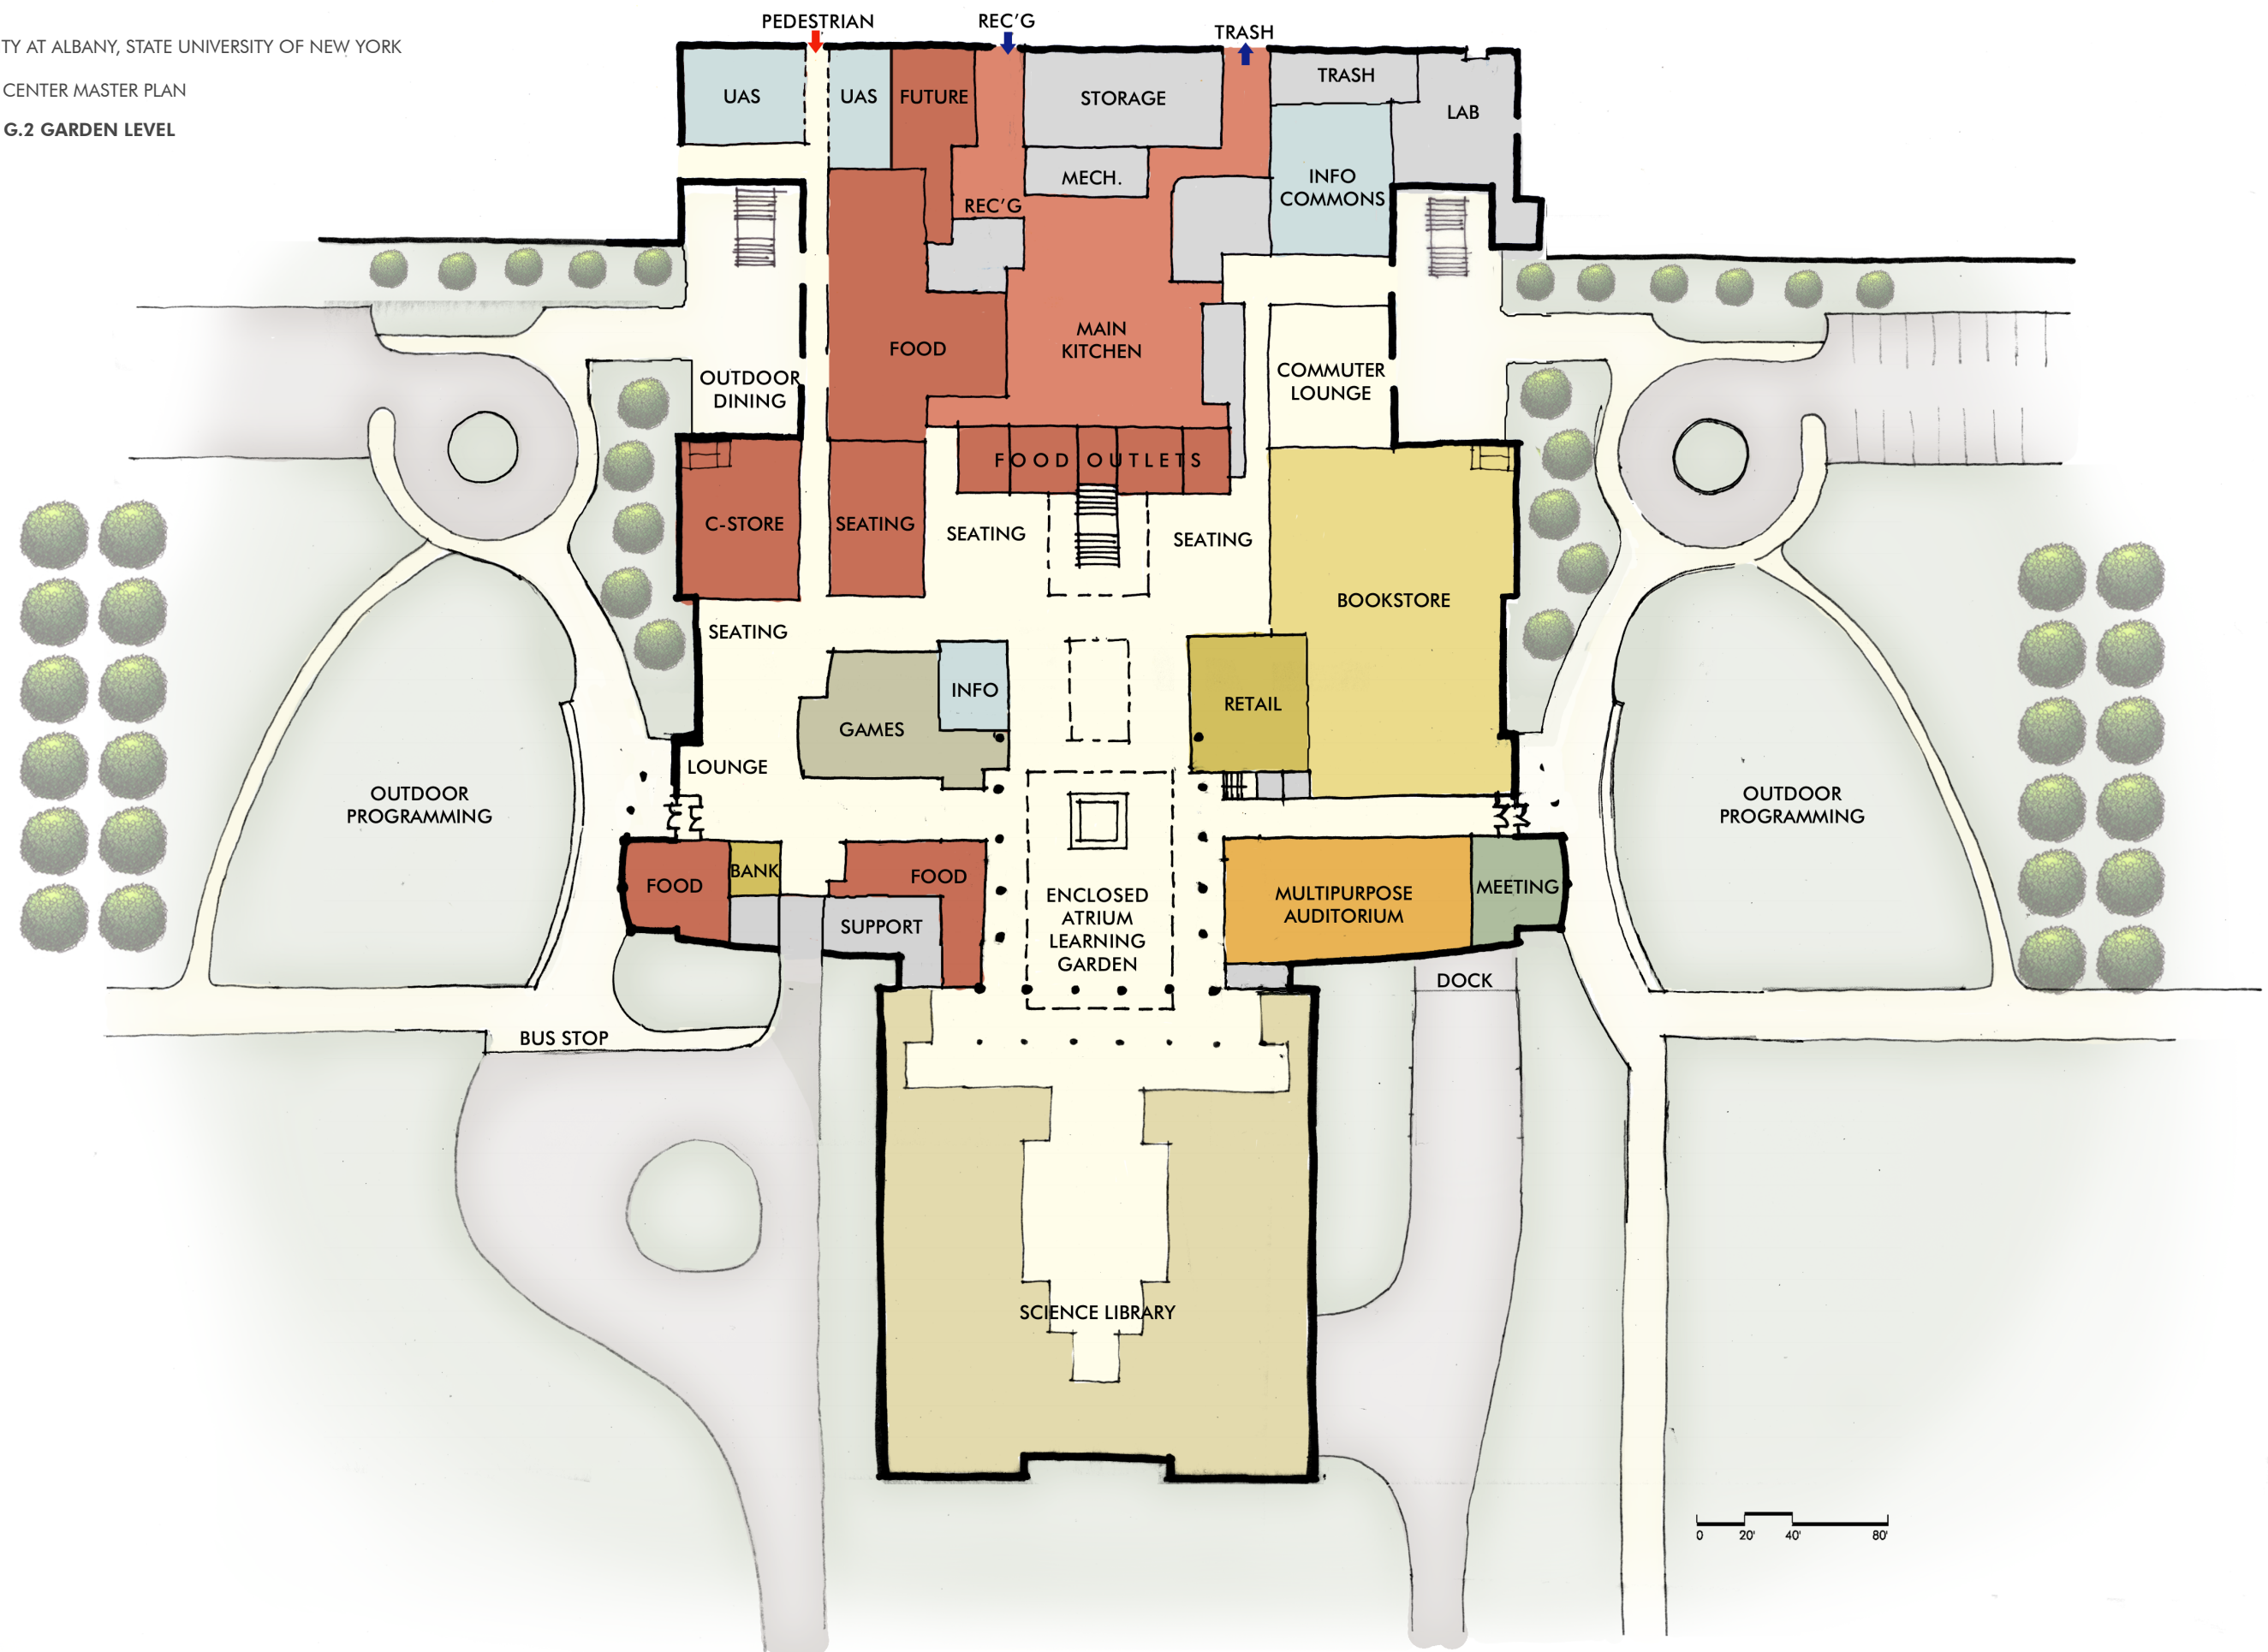 TY AT ALBANY, STATE UNIVERSITY OF NEW YORK
CENTER MASTER PLAN
G.2 GARDEN LEVEL
PEDESTRIAN
REC'G
TRASH
UAS
UAS
FUTURE
STORAGE
TRASH
LAB
MECH.
INFO
COMMONS
REC'G
FOOD
MAIN
KITCHEN
OUTDOOR
DINING
COMMUTER
LOUNGE
FOOD OUTLETS
C-STORE
SEATING
SEATING
SEATING
BOOKSTORE
SEATING
INFO
GAMES
RETAIL
LOUNGE
OUTDOOR
PROGRAMMING
OUTDOOR
PROGRAMMING
FOOD
BANK
FOOD
SUPPORT
ENCLOSED
ATRIUM
LEARNING
GARDEN
MULTIPURPOSE
AUDITORIUM
MEETING
DOCK
BUS STOP
SCIENCE LIBRARY
0 20' 40' 80'